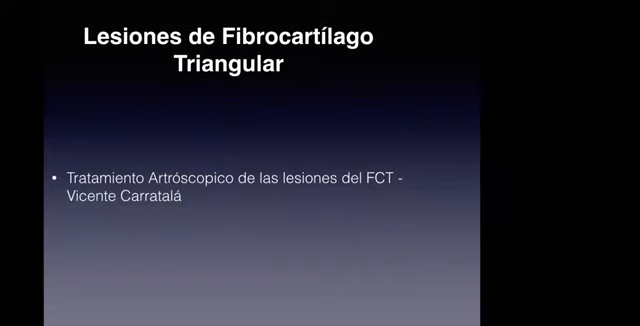 Lesiones de Fibrocartílago
Triangular
• Tratamiento Artróscopico de las lesiones del FCT -
Vicente Carratalá